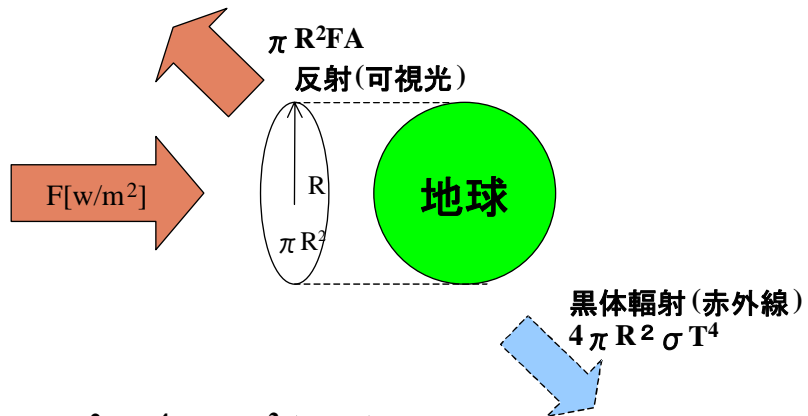 πR²FA
反射(可視光)
F[w/m²]
R
πR²
地球
黒体輻射(赤外線)
4πR²σT⁴